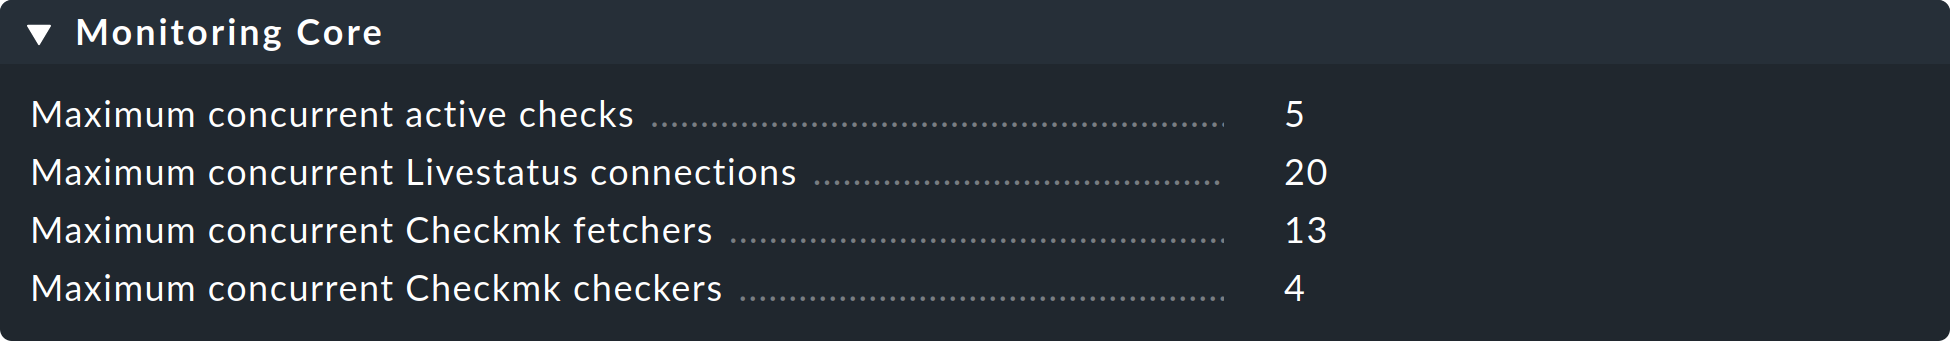 Monitoring Core
Maximum concurrent active checks 5
Maximum concurrent Livestatus connections 20
Maximum concurrent Checkmk fetchers 13
Maximum concurrent Checkmk checkers 4